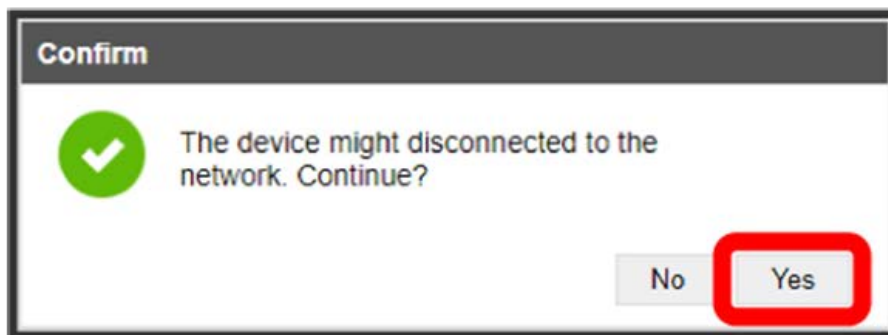 Confirm
The device might disconnected to the
network. Continue?
No
Yes